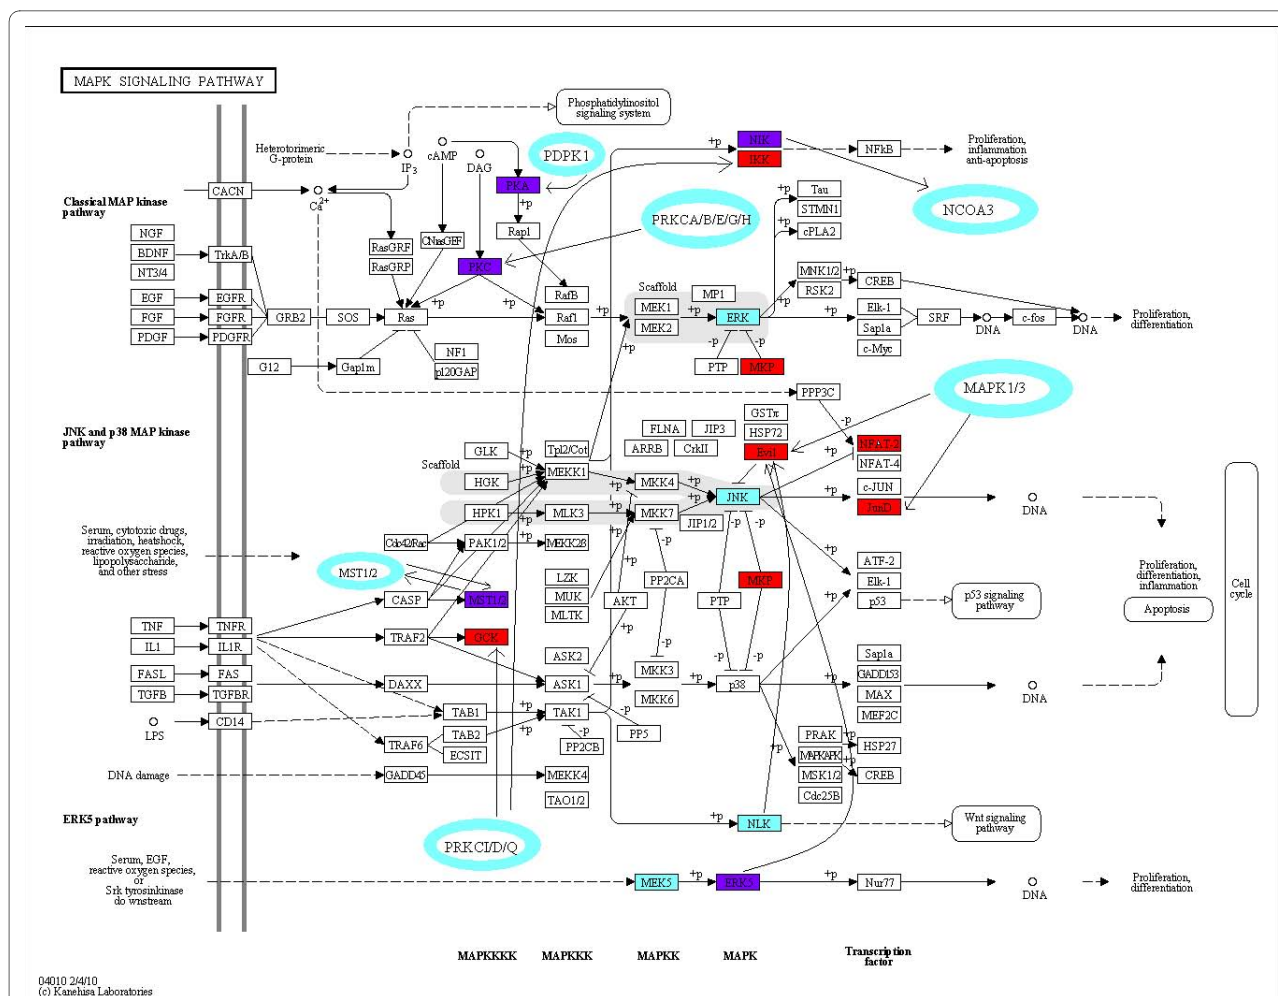 MAPK SIGNALING PATHWAY
Phosphatidylinositol
signaling system
Heterotorimeric
G-protein
IP3
cAMP
DAG
PDPK1
+p
NIK
IKK
NFkB
Proliferation,
inflammation
anti-apoptosis
CACN
Ca2+
PKA
+p
Rap1
PRKCA/B/E/G/H
+p
Tau
STMN1
cPLA2
NCOA3
Classical MAP kinase
pathway
NGF
BDNF
NT3/4
TrkA/B
RasGRF
RasGRP
CNrasGEF
PKC
EGF
EGFR
FGF
FGFR
PDGF
PDGFR
GRB2
SOS
Ras
+p
+p
RafB
Raf1
Mos
+p
Scaffold
MEK1
MEK2
MP1
+p
ERK
+p
+p
MNK1/2
RSK2
+p
CREB
Elk-1
Sap1a
c-Myc
SRF
DNA
c-fos
DNA
Proliferation,
differentiation
G12
Gap1m
NF1
p120GAP
+p
-p
-p
PTP
MKP
PPP3C
-p
MAPK1/3
JNK and p38 MAP kinase
pathway
GSTπ
HSP72
Evi1
FLNA
JIP3
ARRB
CrkII
+p
NFAT-2
NFAT-4
c-JUN
JunD
Scaffold
GLK
HGK
HPK1
+p
+p
+p
+p
Tpl2/Cot
MEKK1
MLK3
+p
MKK4
MKK7
+p
+p
JIP1/2
JNK
+p
DNA
Serum, cytotoxic drugs,
irradiation, heatshock,
reactive oxygen species,
lipopolysaccharide,
and other stress
Cdc42/Rac
PAK1/2
+p
MEKK2
-p
-p
-p
MST1/2
CASP
MST1/2
LZK
MUK
MLTK
AKT
PP2CA
PTP
MKP
+p
ATF-2
Elk-1
p53
p53 signaling
pathway
Proliferation,
differentiation,
inflammation
Apoptosis
Cell
cycle
TNF
TNFR
IL1
IL1R
FASL
FAS
TGFB
TGFBR
LPS
CD14
TRAF2
GCK
+p
-p
-p
-p
DAXX
ASK2
ASK1
+p
MKK3
MKK6
+p
p38
+p
Sap1a
GADD153
MAX
MEF2C
DNA
TAB1
+p
TAK1
-p
PP5
TRAF6
TAB2
ECSIT
+p
-p
PP2CB
+p
PRAK
MAPKAPK
MSK1/2
Cdc25B
+p
+p
HSP27
CREB
DNA damage
GADD45
MEKK4
TAO1/2
ERK5 pathway
PRKCI/D/Q
+p
NLK
Wnt signaling
pathway
Serum, EGF,
reactive oxygen species,
or
Srk tyrosinkinase
downstream
MEK5
+p
ERK5
+p
Nur77
DNA
Proliferation,
differentiation
MAPKKKK
MAPKKK
MAPKK
MAPK
Transcription
factor
04010 2/4/10
(c) Kanehisa Laboratories